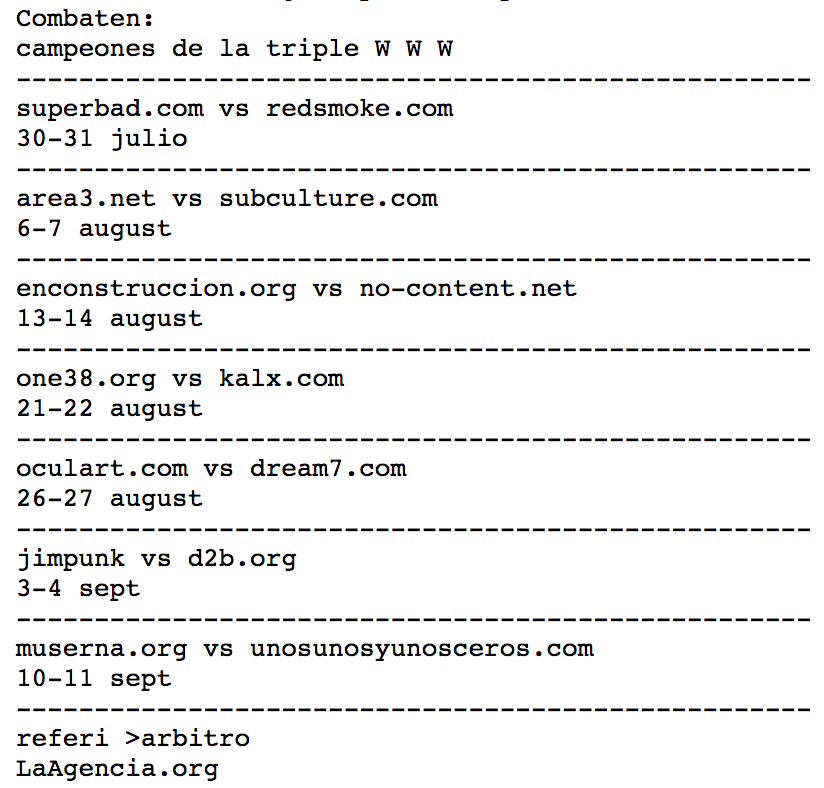 Combaten:
campeones de la triple W W W
---------------------------------------------------
superbad.com vs redsmoke.com
30-31 julio
---------------------------------------------------
area3.net vs subculture.com
6-7 august
---------------------------------------------------
enconstruccion.org vs no-content.net
13-14 august
---------------------------------------------------
one38.org vs kalx.com
21-22 august
---------------------------------------------------
oculart.com vs dream7.com
26-27 august
---------------------------------------------------
jimpunk vs d2b.org
3-4 sept
---------------------------------------------------
muserna.org vs unosunosyunosceros.com
10-11 sept
---------------------------------------------------
referi >arbitro
LaAgencia.org